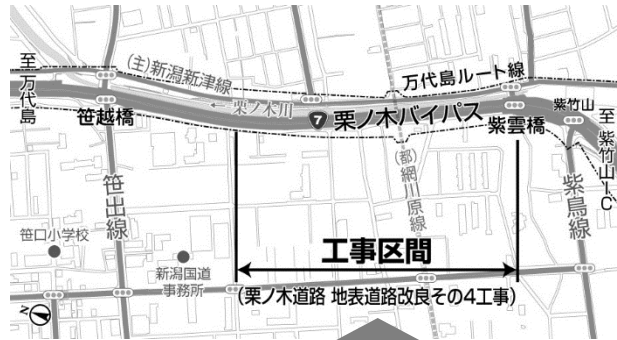 至 万代島
(主)新潟新津線
万代島ルート線
紫竹山
笹越橋
←栗ノ木川
7
栗ノ木バイパス
紫雲橋
至 紫竹山IC
笹出線
(都)網川原線
紫鳥線
笹口小学校
新潟国道
事務所
工事区間
(栗ノ木道路 地表道路改良その4工事)
N